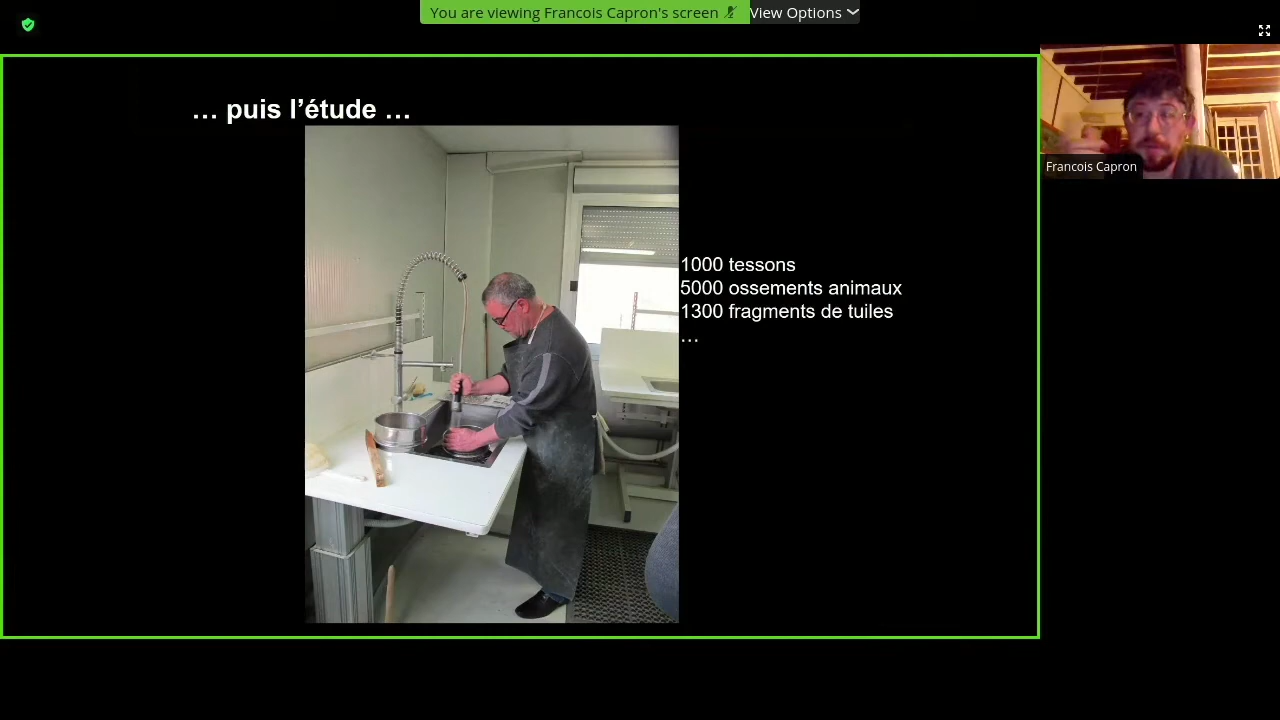 You are viewing Francois Capron's screen
View Options
… puis l’étude …
Francois Capron
1000 tessons
5000 ossements animaux
1300 fragments de tuiles
…